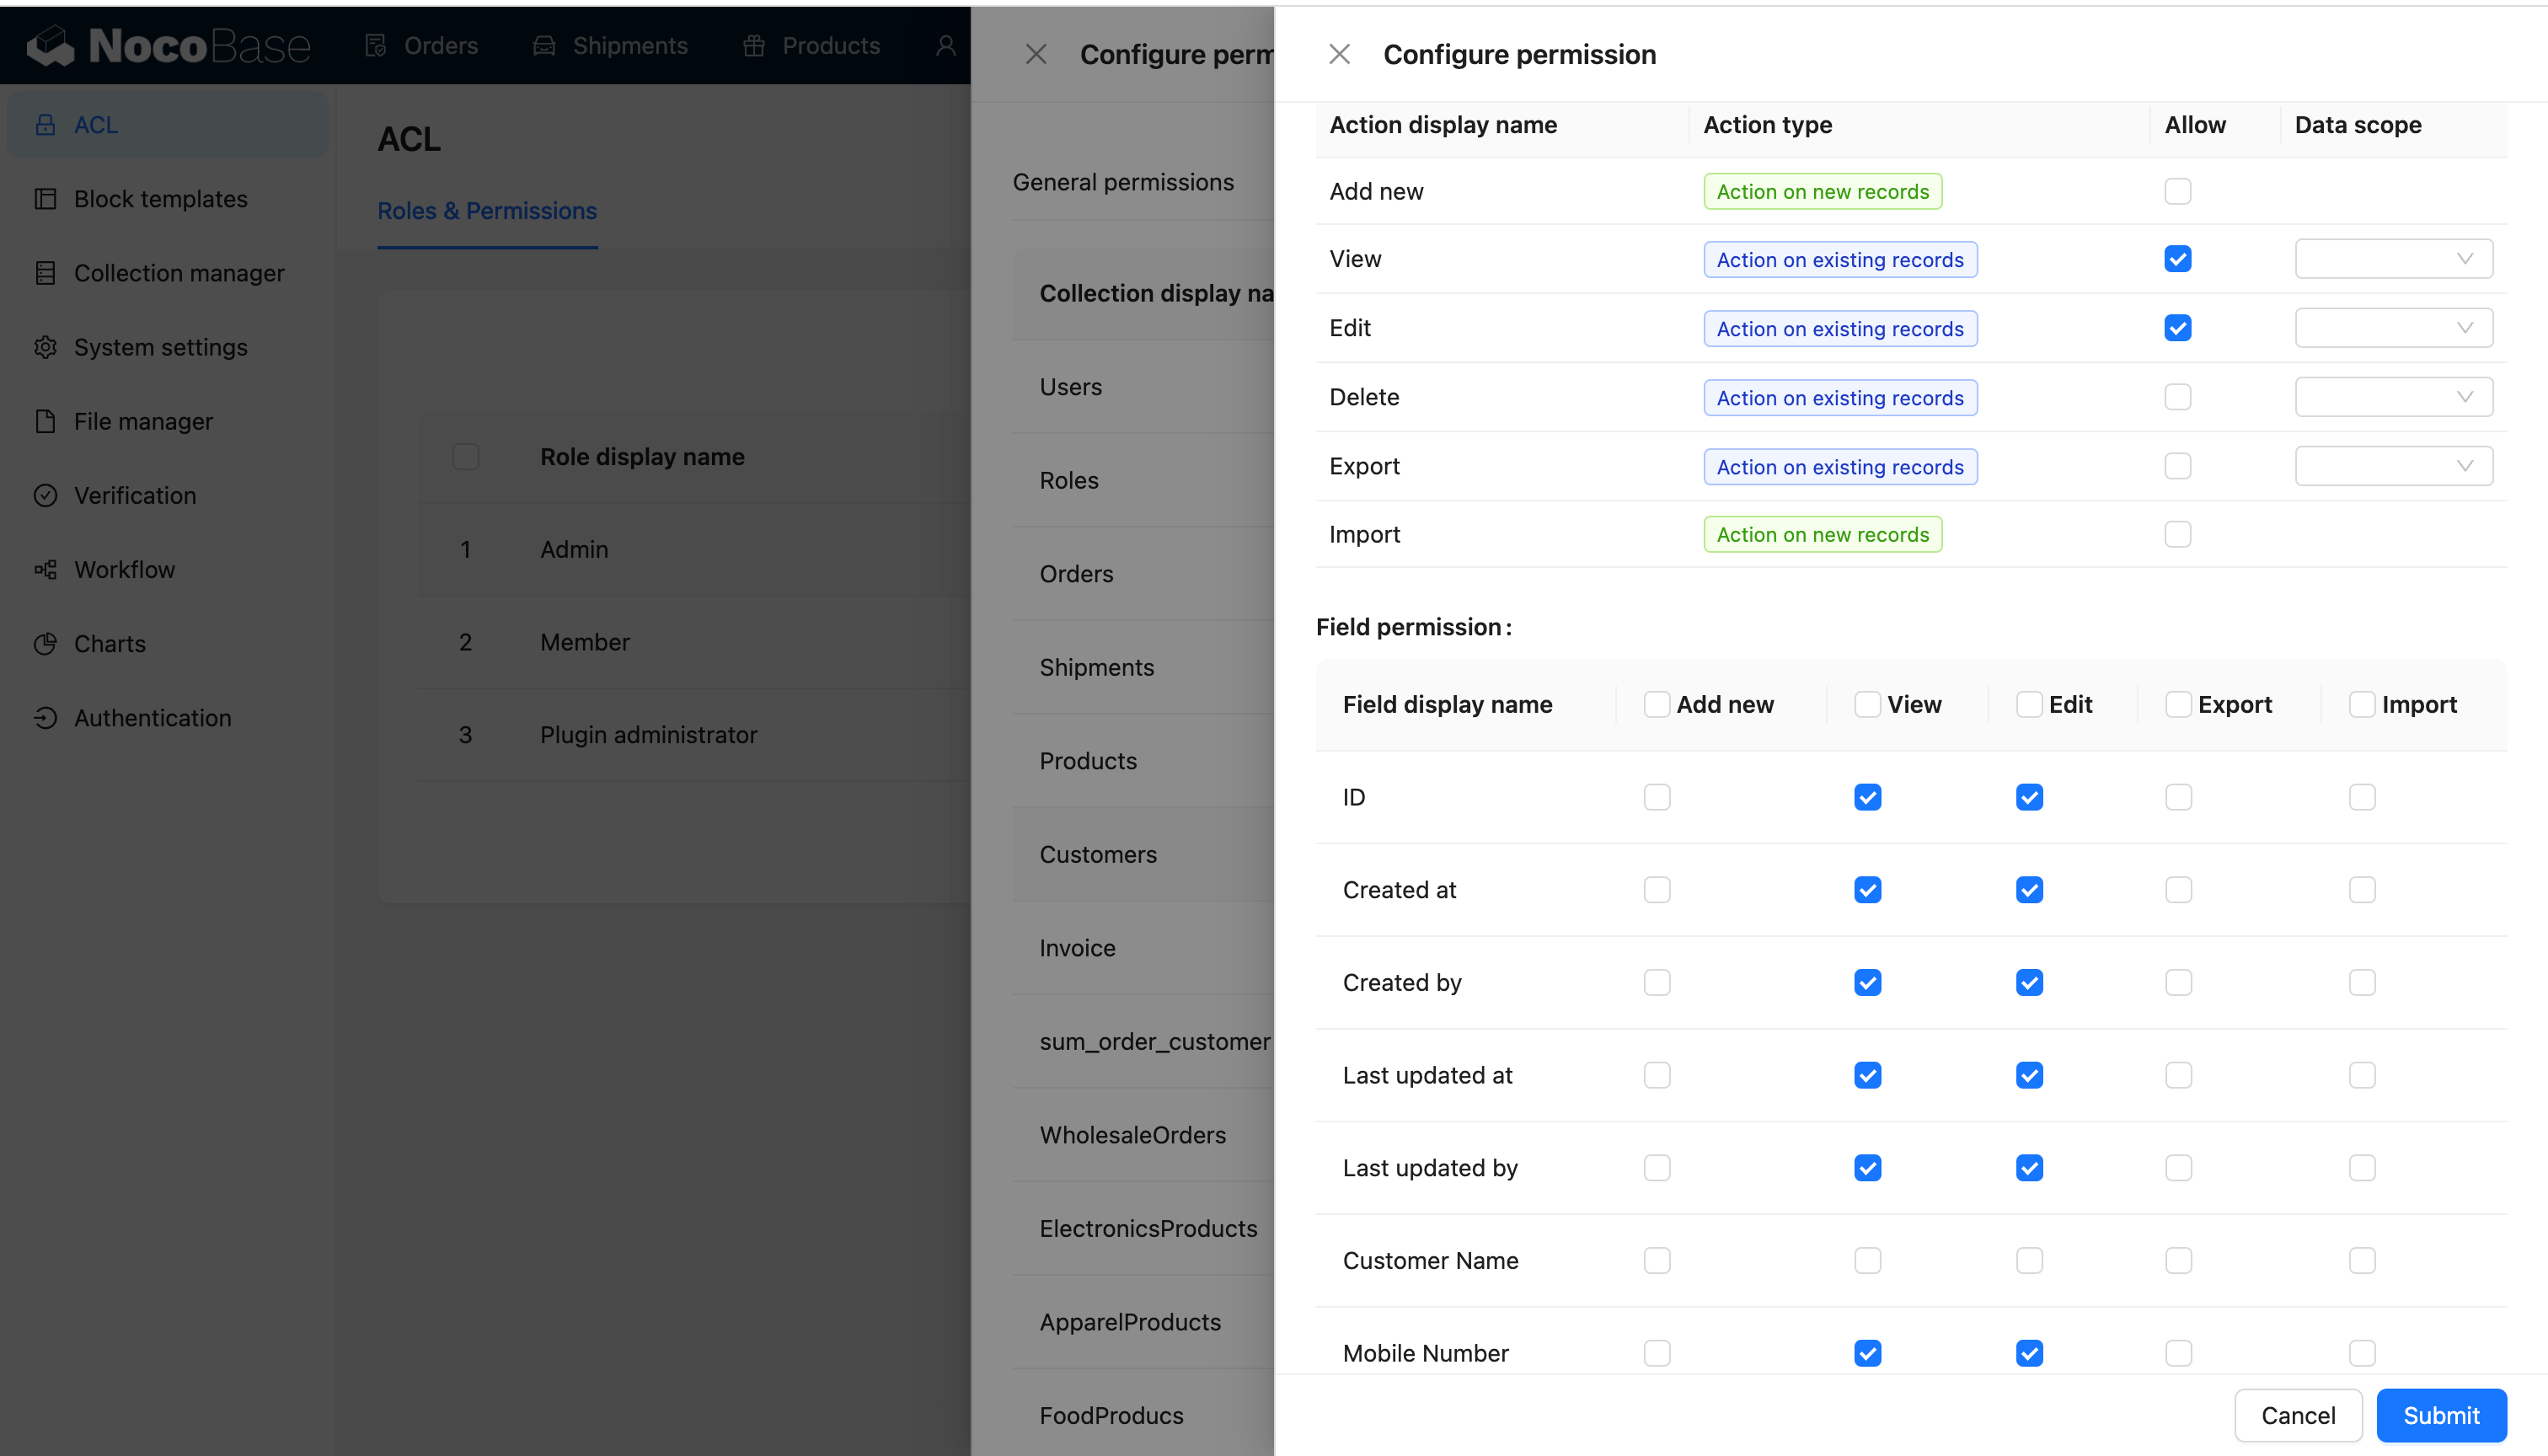 NocoBase
Orders
Shipments
Products
ACL
Block templates
Collection manager
System settings
File manager
Verification
Workflow
Charts
Authentication
ACL
Roles & Permissions
Role display name
1 Admin
2 Member
3 Plugin administrator
Configure perm
General permissions
Collection display na
Users
Roles
Orders
Shipments
Products
Customers
Invoice
sum_order_customer
WholesaleOrders
ElectronicsProducts
ApparelProducts
FoodProducs
Configure permission
Action display name Action type Allow Data scope
Add new Action on new records
View Action on existing records
Edit Action on existing records
Delete Action on existing records
Export Action on existing records
Import Action on new records
Field permission :
Field display name Add new View Edit Export Import
ID
Created at
Created by
Last updated at
Last updated by
Customer Name
Mobile Number
Cancel Submit